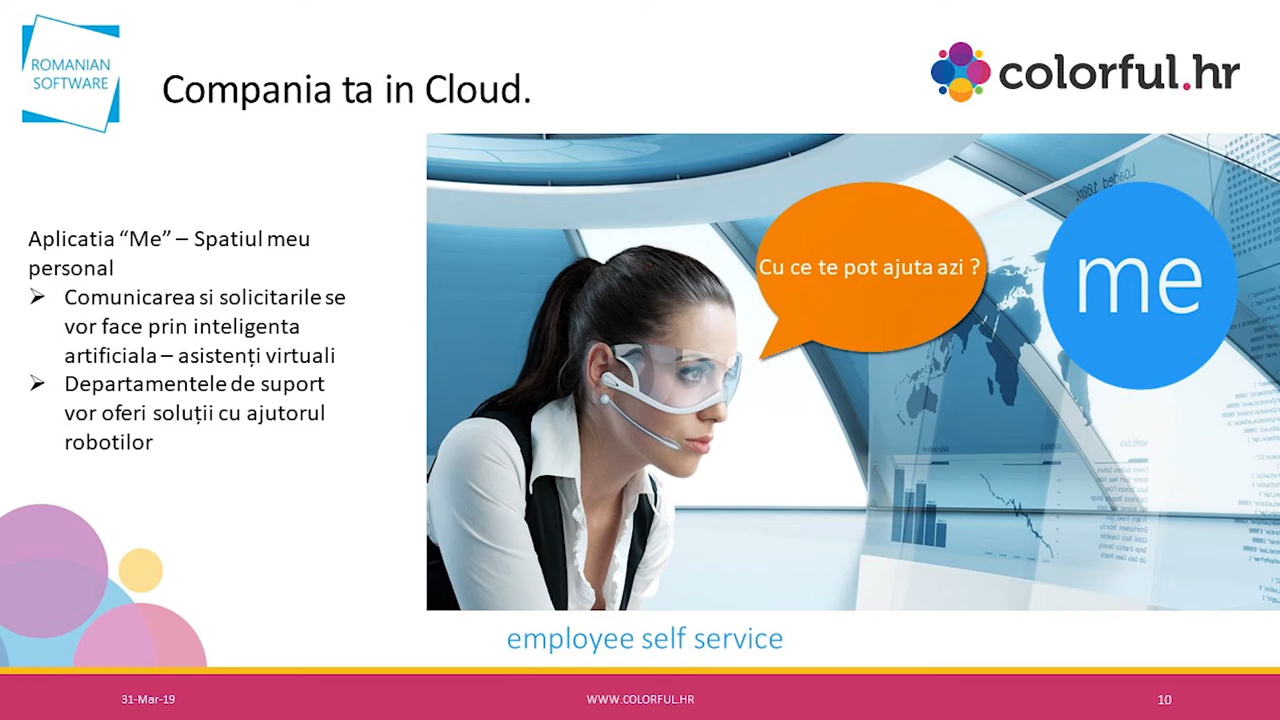 ROMANIAN
SOFTWARE
Compania ta in Cloud.
colorful.hr
Aplicatia “Me” – Spatiul meu
personal
➢ Comunicarea si solicitarile se
vor face prin inteligenta
artificiala – asistenți virtuali
➢ Departamentele de suport
vor oferi soluții cu ajutorul
robotilor
Cu ce te pot ajuta azi ?
me
Loaded 100%
employee self service
31-Mar-19
WWW.COLORFUL.HR
10